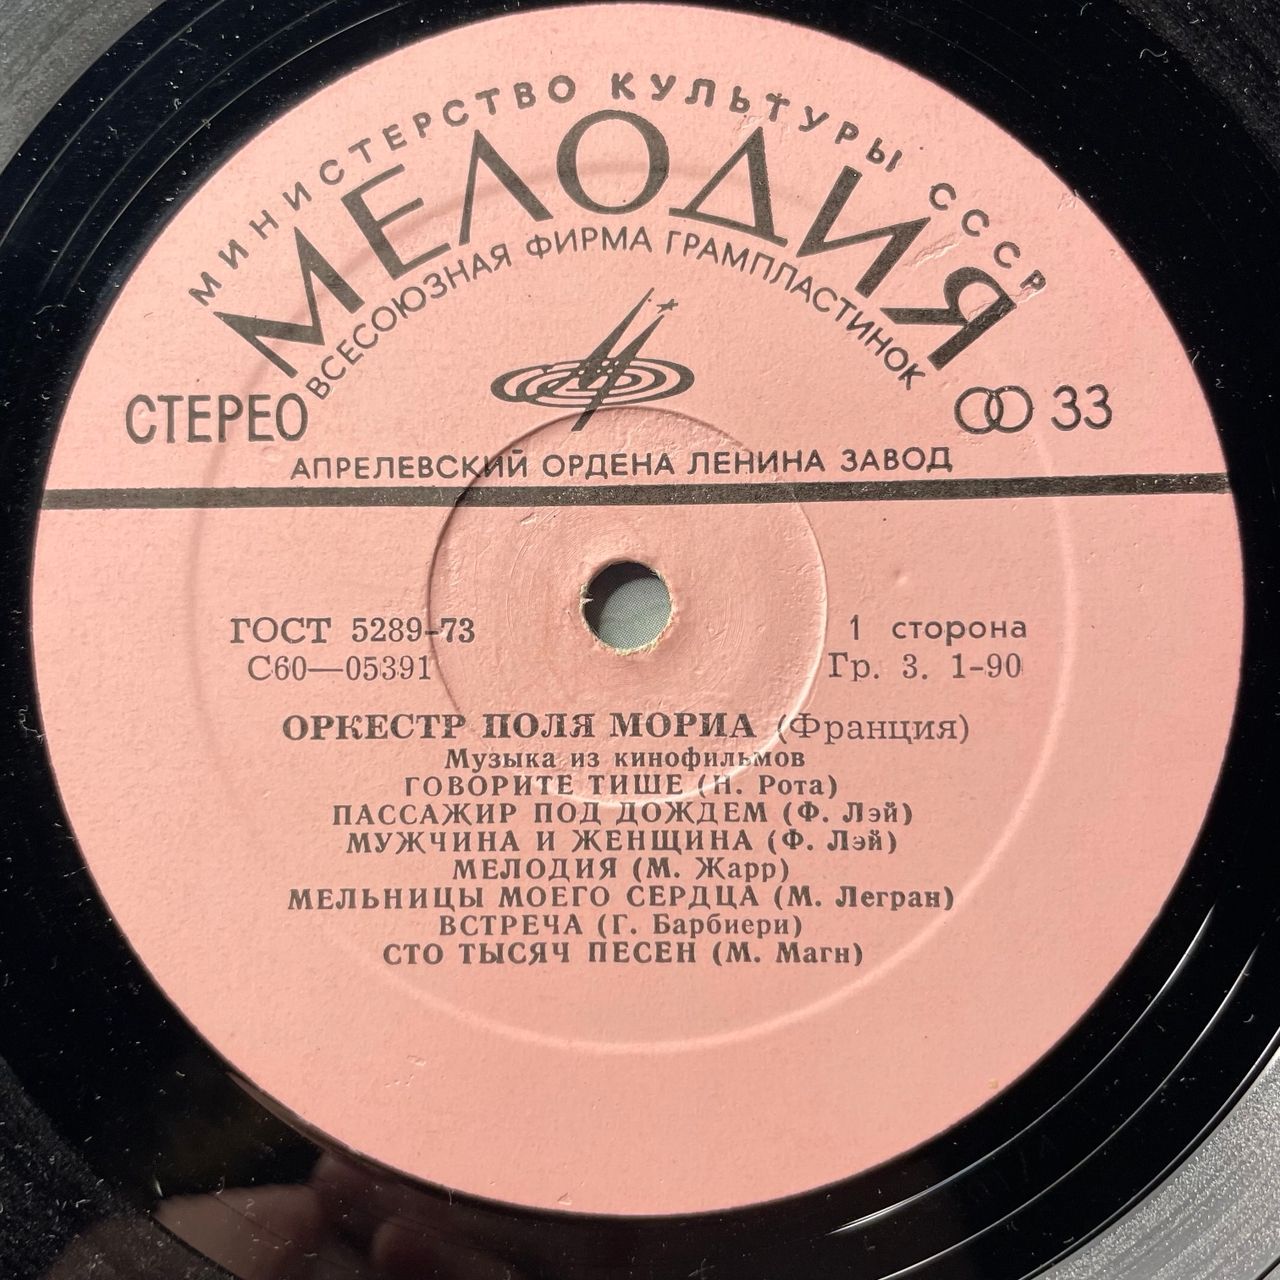 МИНИСТЕРСТВО КУЛЬТУРЫ СССР
МЕЛОДИЯ
ВСЕСОЮЗНАЯ ФИРМА ГРАМПЛАСТИНОК
СТЕРЕО
33
АПРЕЛЕВСКИЙ ОРДЕНА ЛЕНИНА ЗАВОД
ГОСТ 5289-73
С60—05391
1 сторона
Гр. 3. 1-90
ОРКЕСТР ПОЛЯ МОРИА (Франция)
Музыка из кинофильмов
ГОВОРИТЕ ТИШЕ (Н. Рота)
ПАССАЖИР ПОД ДОЖДЕМ (Ф. Лэй)
МУЖЧИНА И ЖЕНЩИНА (Ф. Лэй)
МЕЛОДИЯ (М. Жарр)
МЕЛЬНИЦЫ МОЕГО СЕРДЦА (М. Легран)
ВСТРЕЧА (Г. Барбиери)
СТО ТЫСЯЧ ПЕСЕН (М. Магн)